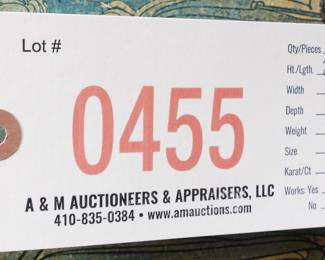 Lot #
0455
A & M AUCTIONEERS & APPRAISERS, LLC
410-835-0384 • www.amauctions.com
Qty/Pieces
Ht./Lgth.
Width
Depth
Weight
Size
Karat/Ct
Works: Yes
No